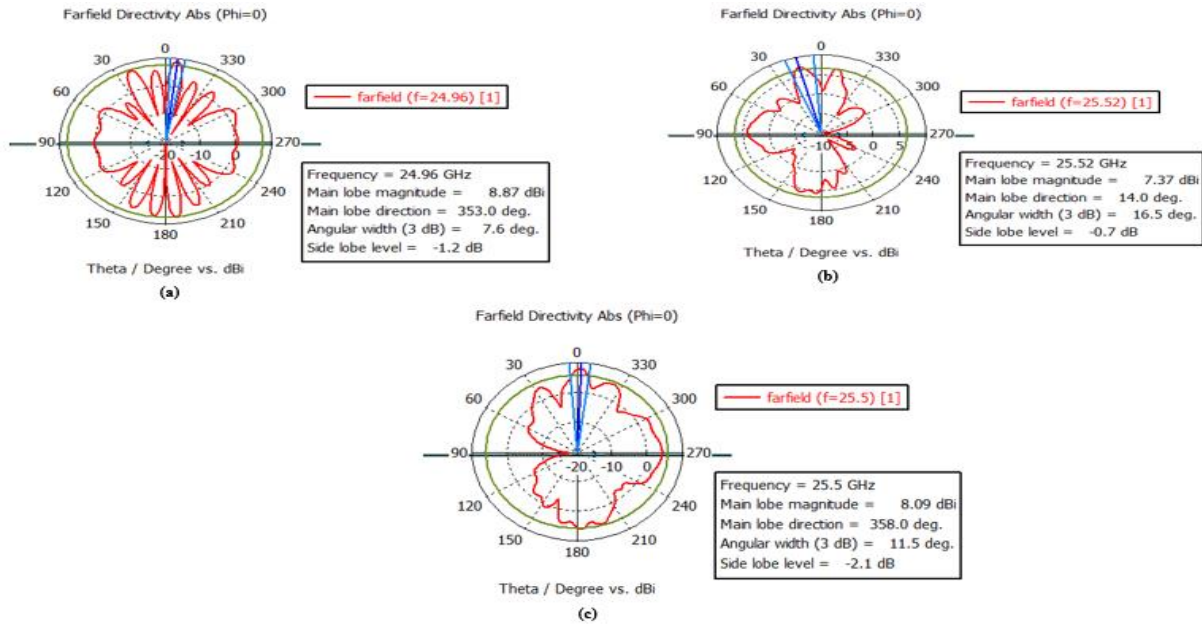 Farfield Directivity Abs (Phi=0)
0
30 330
60 300
90 -20 -10 0 270
120 240
150 210
180
farfield (f=24.96) [1]
Frequency = 24.96 GHz
Main lobe magnitude = 8.87 dBi
Main lobe direction = 353.0 deg.
Angular width (3 dB) = 7.6 deg.
Side lobe level = -1.2 dB
Theta / Degree vs. dBi
(a)
Farfield Directivity Abs (Phi=0)
0
30 330
60 300
90 -10 -5 0 5 270
120 240
150 210
180
farfield (f=25.52) [1]
Frequency = 25.52 GHz
Main lobe magnitude = 7.37 dBi
Main lobe direction = 14.0 deg.
Angular width (3 dB) = 16.5 deg.
Side lobe level = -0.7 dB
Theta / Degree vs. dBi
(b)
Farfield Directivity Abs (Phi=0)
0
30 330
60 300
90 -20 -10 0 270
120 240
150 210
180
farfield (f=25.5) [1]
Frequency = 25.5 GHz
Main lobe magnitude = 8.09 dBi
Main lobe direction = 358.0 deg.
Angular width (3 dB) = 11.5 deg.
Side lobe level = -2.1 dB
Theta / Degree vs. dBi
(c)